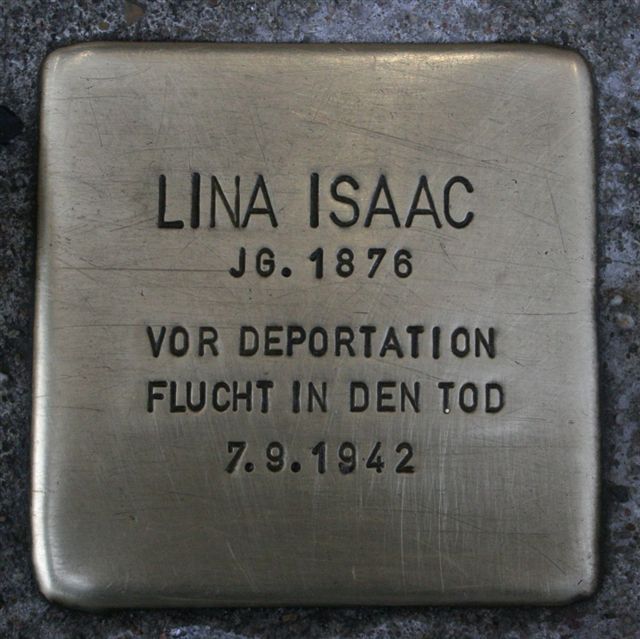 LINA ISAAC
JG. 1876
VOR DEPORTATION
FLUCHT IN DEN TOD
7.9.1942